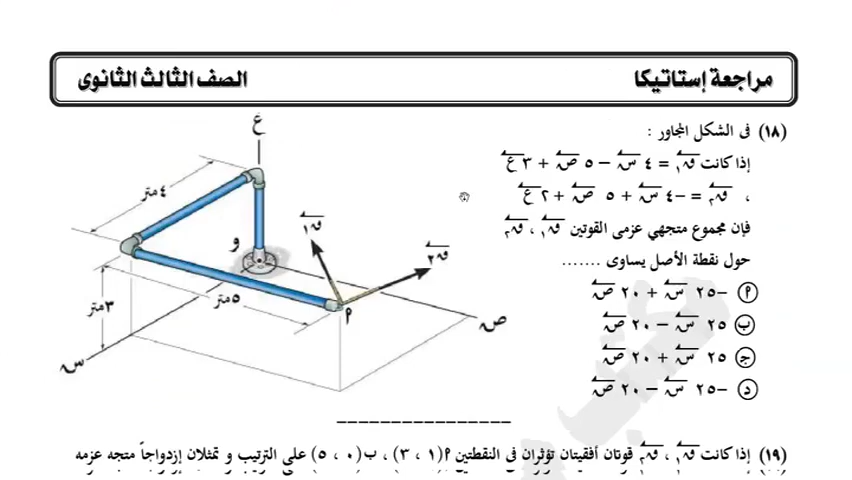 مراجعة إستاتيكا
الصف الثالث الثانوى
(١٨) فى الشكل المجاور :
إذا كانت ق١ = ٤ س − ٥ ص + ٣ ع
، ق٢ = −٤ س + ٥ ص + ٢ ع
فإن مجموع متجهي عزمى القوتين ق١ ، ق٢
حول نقطة الأصل يساوى .......
أ −٢٥ س + ٢٠ ص
ب ٢٥ س − ٢٠ ص
ج ٢٥ س + ٢٠ ص
د −٢٥ س − ٢٠ ص
ع
٤ متر
و
ق١
ق٢
٣ متر
٥ متر
أ
ص
س
(١٩) إذا كانت ق١ ، ق٢ قوتان أفقيتان تؤثران فى النقطتين أ(١ ، ٣) ، ب(٠ ، ٥) على الترتيب و تمثلان إزدواجاً متجه عزمه